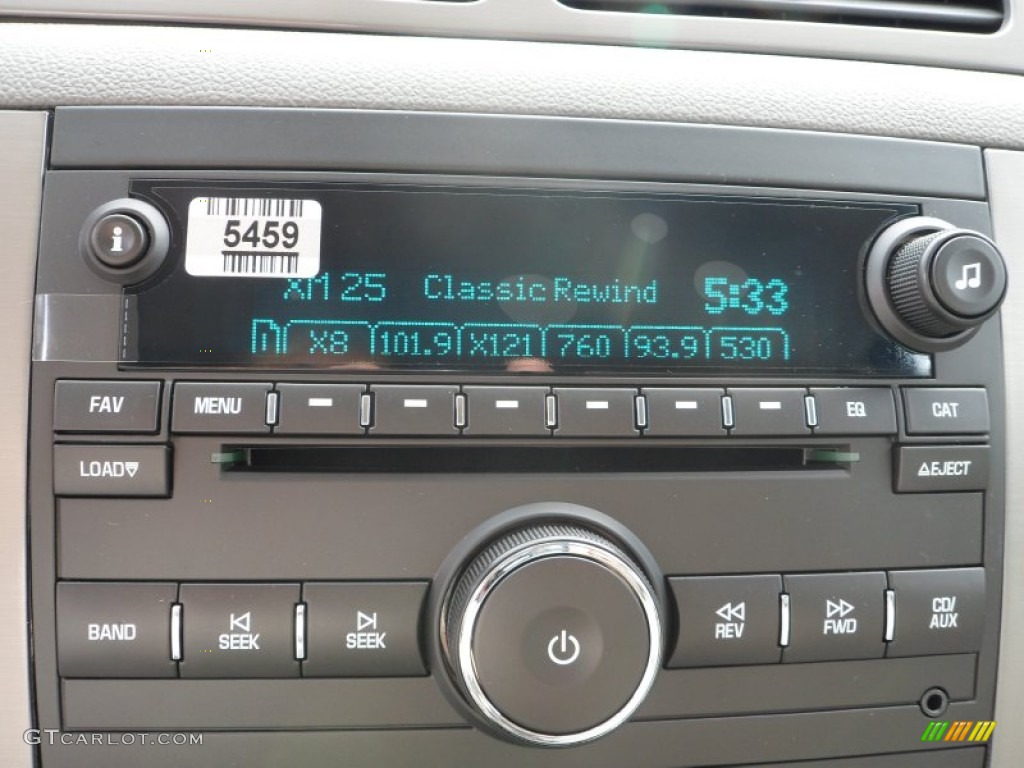 5459
XM 25 Classic Rewind 5:33
X8 101.9 X121 760 93.9 530
FAV MENU EQ CAT
LOAD EJECT
BAND SEEK SEEK REV FWD CD/
AUX
GTCARLOT.COM